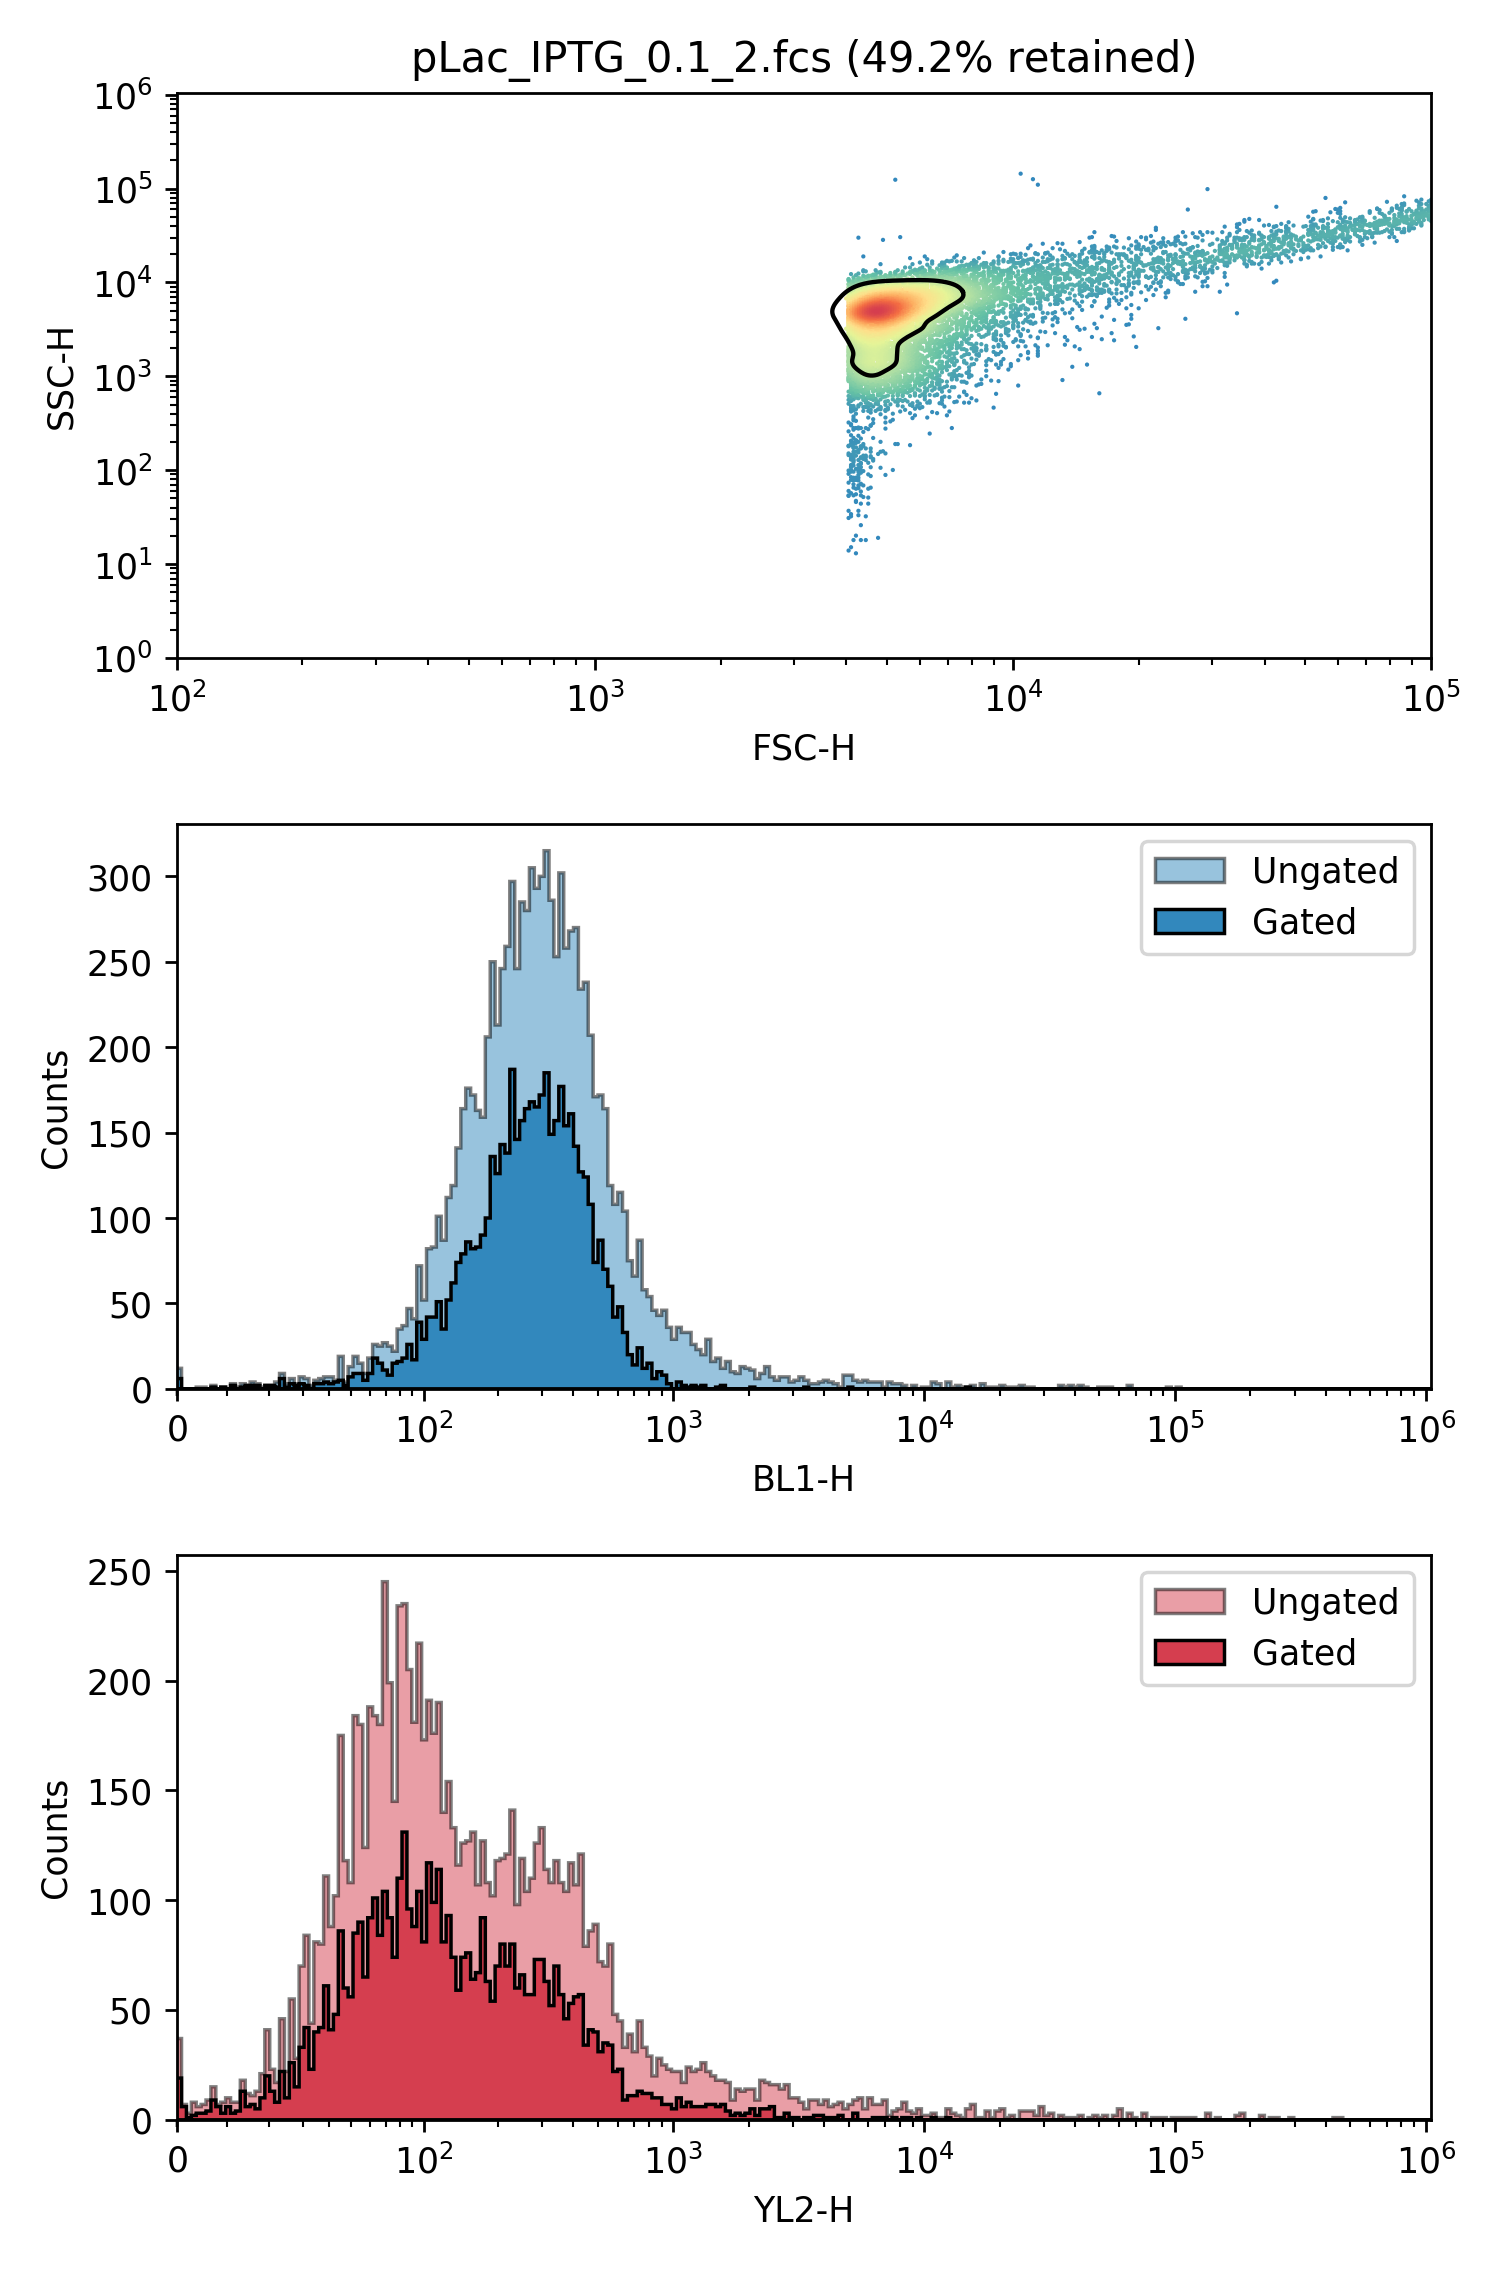 pLac_IPTG_0.1_2.fcs (49.2% retained)
10⁶
10⁵
10⁴
10³
10²
10¹
10⁰
SSC-H
10² 10³ 10⁴ 10⁵
FSC-H
300
250
200
150
100
50
0
Counts
Ungated
Gated
0 10² 10³ 10⁴ 10⁵ 10⁶
BL1-H
250
200
150
100
50
0
Counts
Ungated
Gated
0 10² 10³ 10⁴ 10⁵ 10⁶
YL2-H